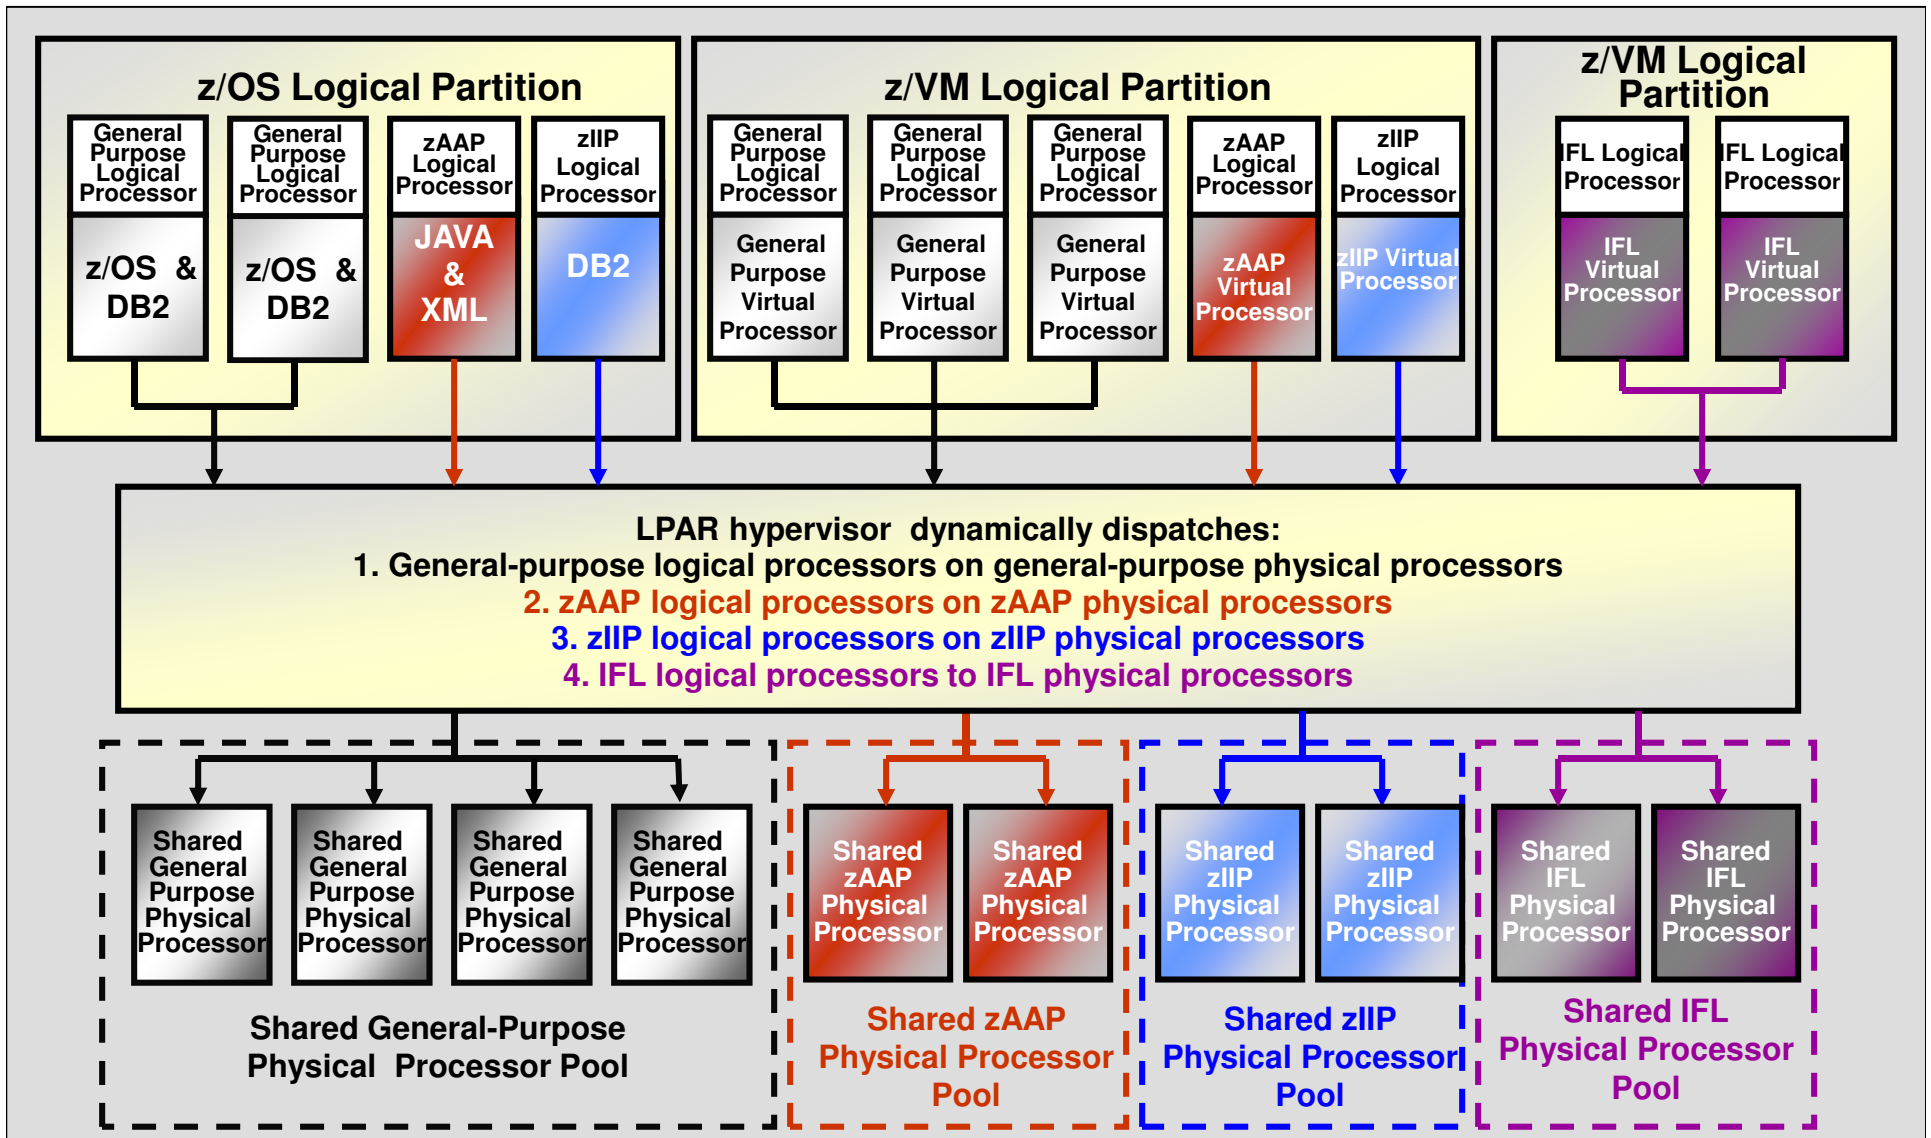 z/OS Logical Partition
General
Purpose
Logical
Processor
z/OS &
DB2
General
Purpose
Logical
Processor
z/OS &
DB2
zAAP
Logical
Processor
JAVA
&
XML
zIIP
Logical
Processor
DB2
z/VM Logical Partition
General
Purpose
Logical
Processor
General
Purpose
Virtual
Processor
General
Purpose
Logical
Processor
General
Purpose
Virtual
Processor
General
Purpose
Logical
Processor
General
Purpose
Virtual
Processor
zAAP
Logical
Processor
zAAP
Virtual
Processor
zIIP
Logical
Processor
zIIP Virtual
Processor
z/VM Logical
Partition
IFL Logical
Processor
IFL
Virtual
Processor
IFL Logical
Processor
IFL
Virtual
Processor
LPAR hypervisor dynamically dispatches:
1. General-purpose logical processors on general-purpose physical processors
2. zAAP logical processors on zAAP physical processors
3. zIIP logical processors on zIIP physical processors
4. IFL logical processors to IFL physical processors
Shared
General
Purpose
Physical
Processor
Shared
General
Purpose
Physical
Processor
Shared
General
Purpose
Physical
Processor
Shared
General
Purpose
Physical
Processor
Shared General-Purpose
Physical Processor Pool
Shared
zAAP
Physical
Processor
Shared
zAAP
Physical
Processor
Shared zAAP
Physical Processor
Pool
Shared
zIIP
Physical
Processor
Shared
zIIP
Physical
Processor
Shared zIIP
Physical Processor
Pool
Shared
IFL
Physical
Processor
Shared
IFL
Physical
Processor
Shared IFL
Physical Processor
Pool